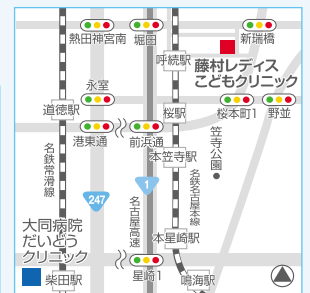 熱田神宮南
堀田
新瑞橋
呼続駅
藤村レディス
こどもクリニック
永室
道徳駅
桜駅
桜本町1
野並
港東通
前浜通
笠寺公園
本笠寺駅
名鉄常滑線
1
名鉄名古屋本線
247
名古屋高速
大同病院
だいどう
クリニック
本星崎駅
柴田駅
星崎1
鳴海駅